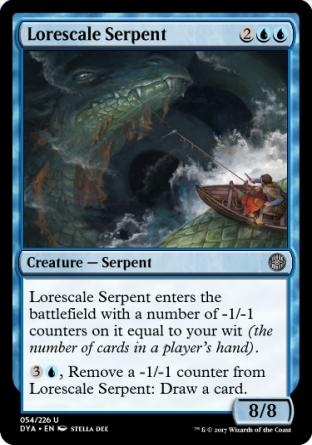 Lorescale Serpent 2
Creature — Serpent
Lorescale Serpent enters the
battlefield with a number of -1/-1
counters on it equal to your wit (the
number of cards in a player's hand).
3, Remove a -1/-1 counter from
Lorescale Serpent: Draw a card.
8/8
054/226 U
DYA • EN STELLA DEE
™ & © 2017 Wizards of the Coast